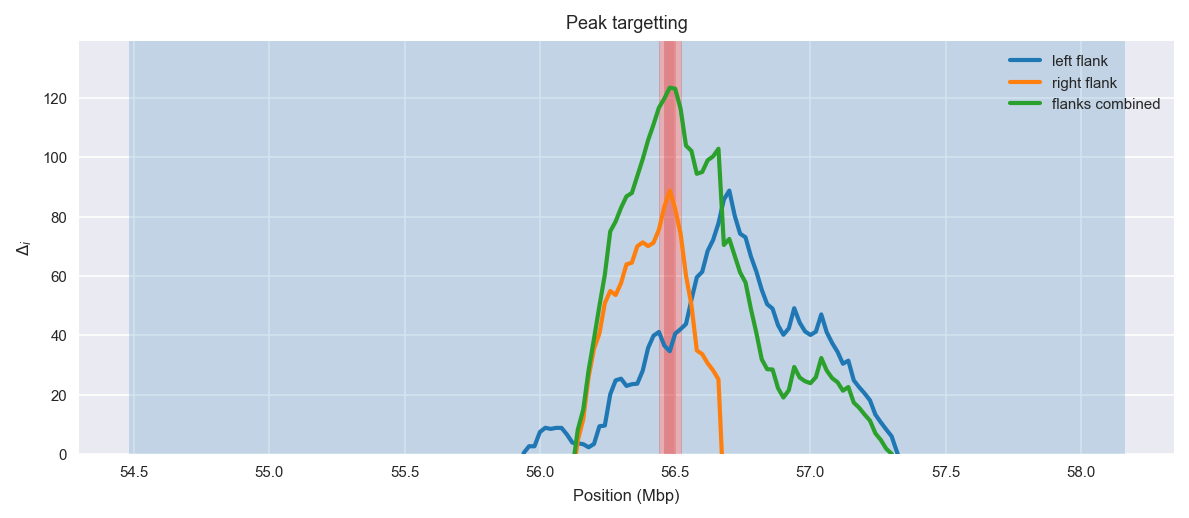 Peak targetting
left flank
right flank
flanks combined
Δi
120
100
80
60
40
20
0
54.5 55.0 55.5 56.0 56.5 57.0 57.5 58.0
Position (Mbp)